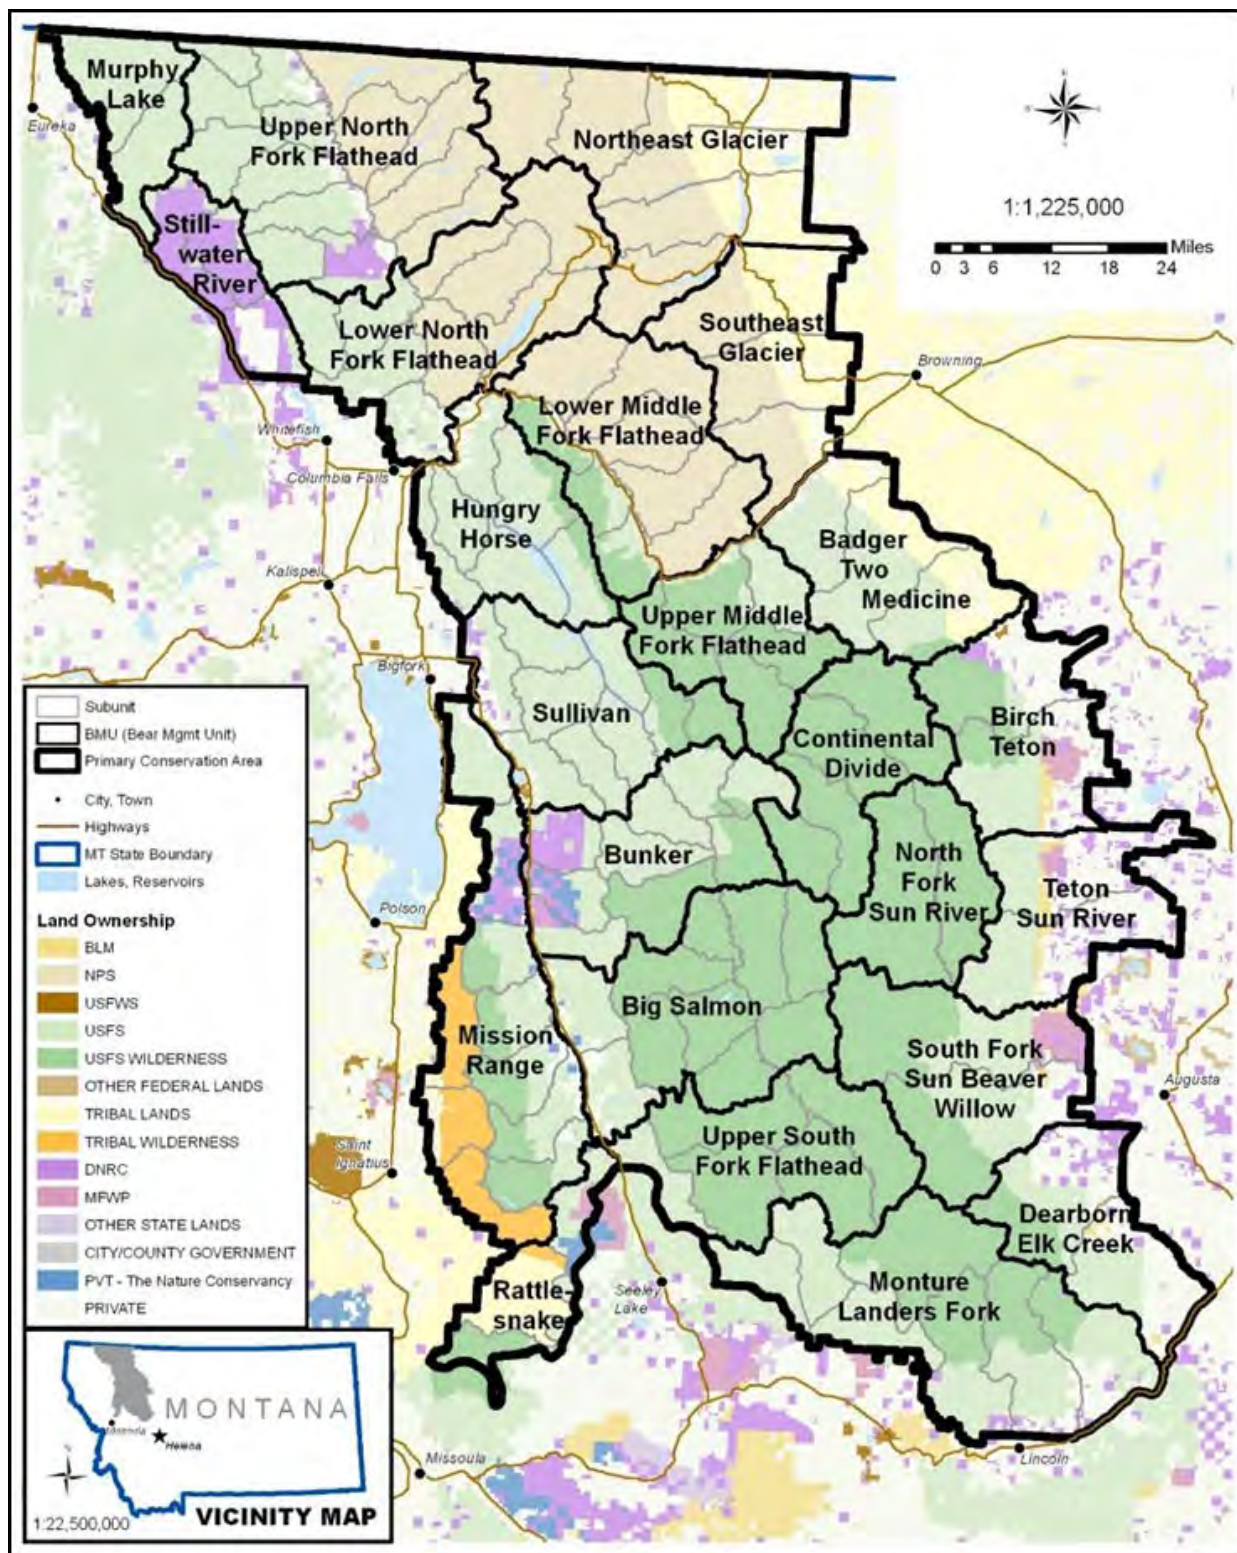 Murphy
Lake
Eureka
Upper North
Fork Flathead
Northeast Glacier
1:1,225,000
Miles
0 3 6 12 18 24
Still-
water
River
Lower North
Fork Flathead
Southeast
Glacier
Browning
Lower Middle
Fork Flathead
Whitefish
Columbia Falls
Hungry
Horse
Badger
Two
Medicine
Kalispel
Upper Middle
Fork Flathead
Bigfork
Sullivan
Continental
Divide
Birch
Teton
Subunit
BMU (Bear Mgmt Unit)
Primary Conservation Area
City, Town
Highways
MT State Boundary
Lakes, Reservoirs
Land Ownership
BLM
NPS
USFWS
USFS
USFS WILDERNESS
OTHER FEDERAL LANDS
TRIBAL LANDS
TRIBAL WILDERNESS
DNRC
MFWP
OTHER STATE LANDS
CITY/COUNTY GOVERNMENT
PVT - The Nature Conservancy
PRIVATE
Bunker
North
Fork
Sun River
Teton
Sun River
Polson
Big Salmon
Mission
Range
South Fork
Sun Beaver
Willow
Augusta
Saint
Ignatius
Upper South
Fork Flathead
Dearborn
Elk Creek
Rattle-
snake
Seeley
Lake
Monture
Landers Fork
Missoula
Lincoln
MONTANA
Missoula
Helena
1:22,500,000
VICINITY MAP